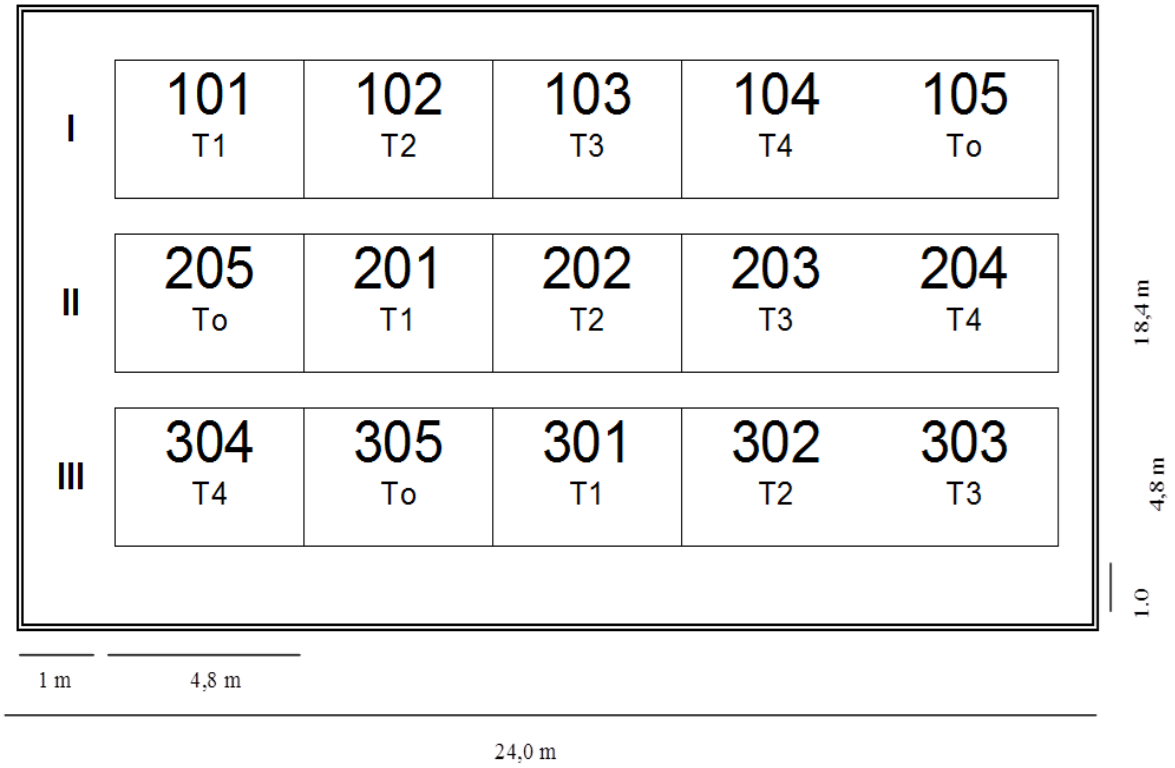 101 102 103 104 105
I
T1 T2 T3 T4 To
205 201 202 203 204
II
To T1 T2 T3 T4
18,4 m
304 305 301 302 303
III
T4 To T1 T2 T3
4,8 m
1.0
1 m 4,8 m
24,0 m